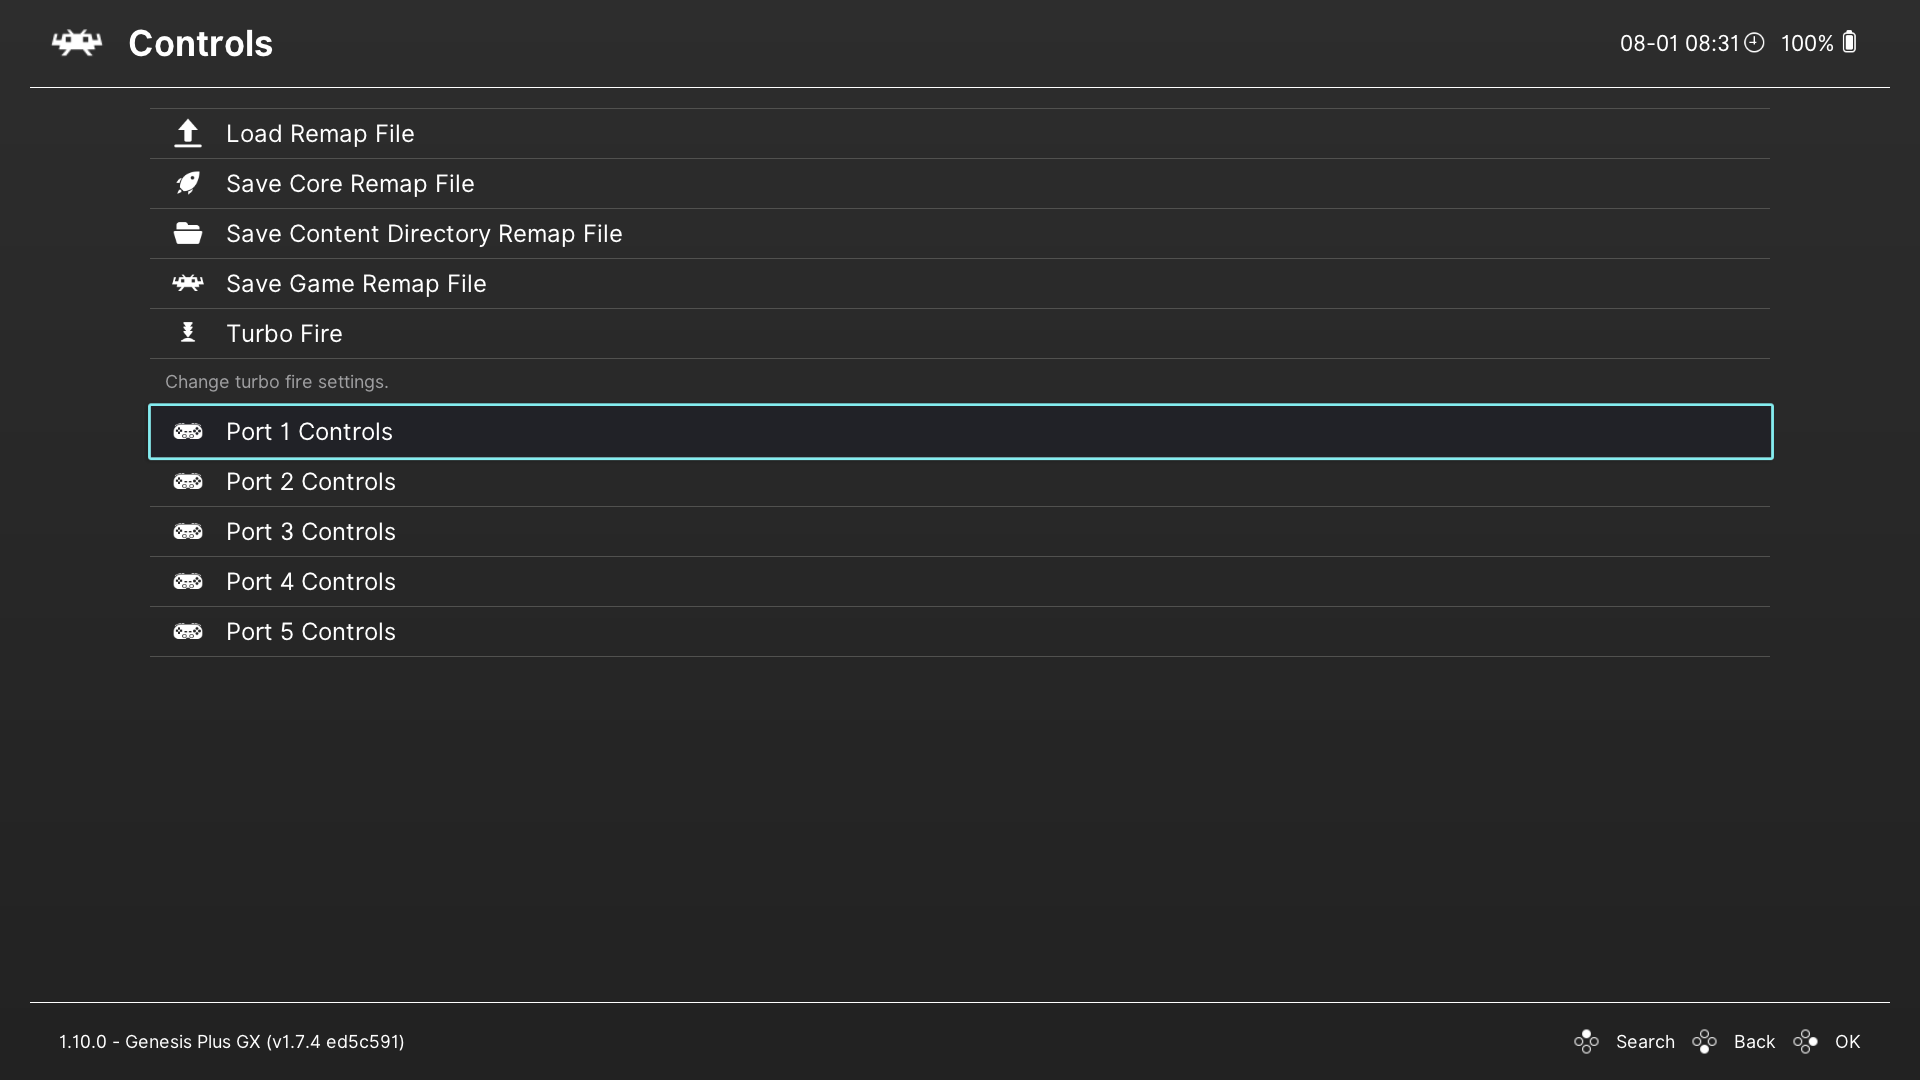 Controls
08-01 08:31 100%
Load Remap File
Save Core Remap File
Save Content Directory Remap File
Save Game Remap File
Turbo Fire
Change turbo fire settings.
Port 1 Controls
Port 2 Controls
Port 3 Controls
Port 4 Controls
Port 5 Controls
1.10.0 - Genesis Plus GX (v1.7.4 ed5c591)
Search Back OK